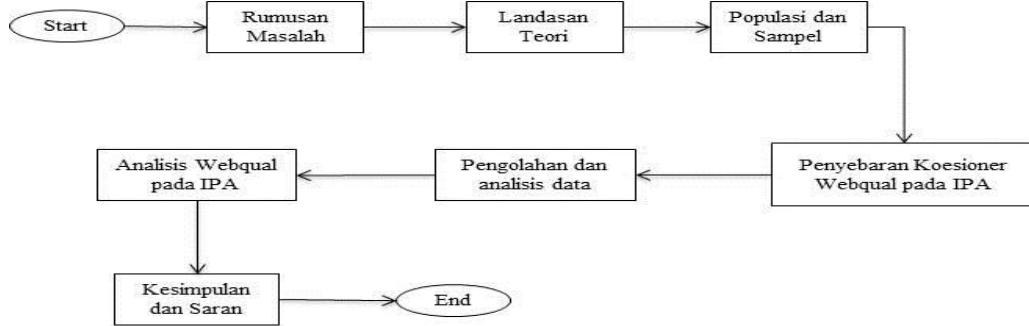 Start
Rumusan
Masalah
Landasan
Teori
Populasi dan
Sampel
Penyebaran Koesioner
Webqual pada IPA
Pengolahan dan
analisis data
Analisis Webqual
pada IPA
Kesimpulan
dan Saran
End